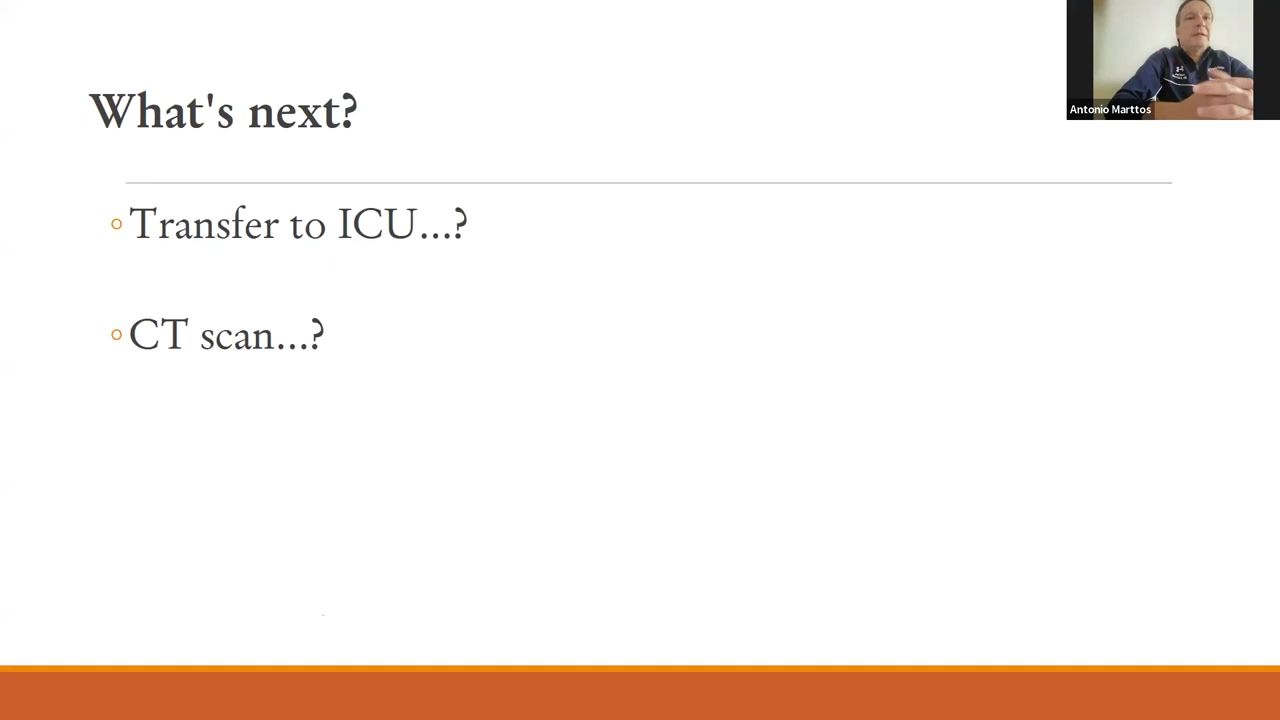 What's next?
Transfer to ICU...?
CT scan...?
Antonio Marttos